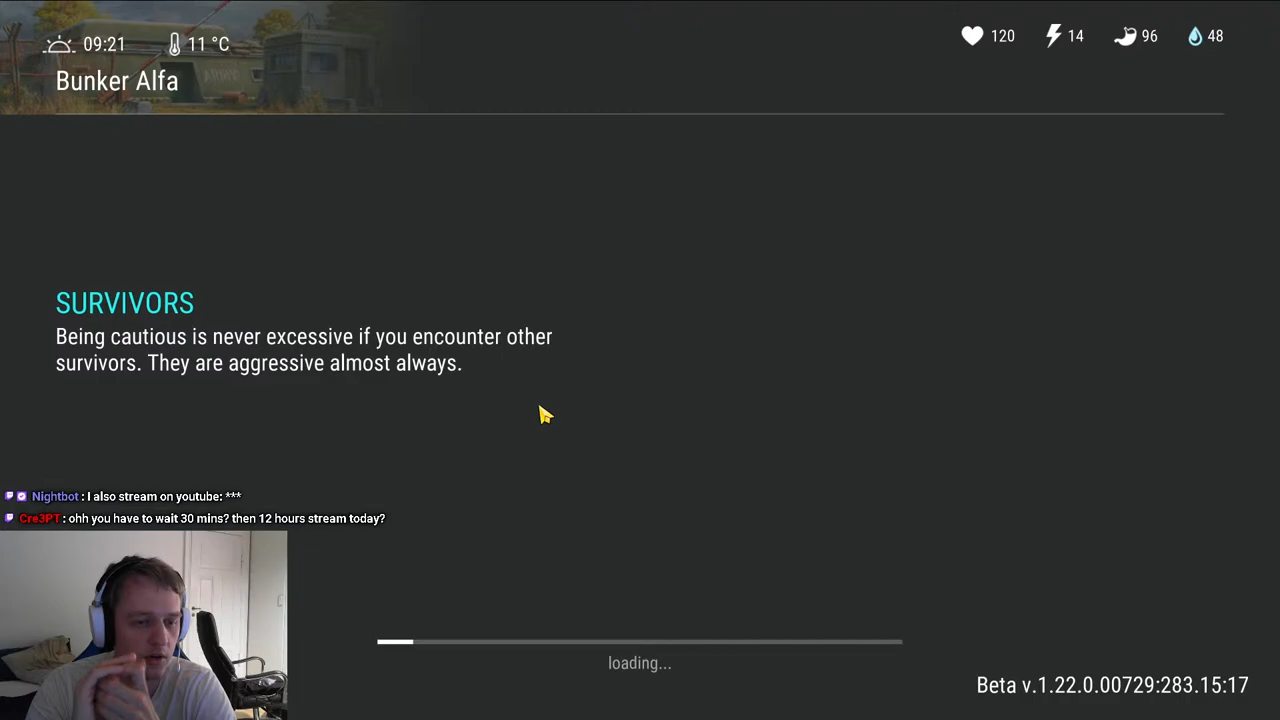 09:21 11 °C
120 14 96 48
Bunker Alfa
SURVIVORS
Being cautious is never excessive if you encounter other
survivors. They are aggressive almost always.
Nightbot : I also stream on youtube: ***
Cre3PT : ohh you have to wait 30 mins? then 12 hours stream today?
loading...
Beta v.1.22.0.00729:283.15:17